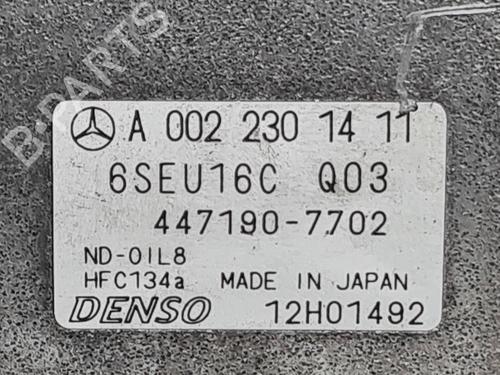 A 002 230 14 11
6SEU16C Q03
447190-7702
ND-OIL8
HFC134a MADE IN JAPAN
DENSO 12H01492
B-PARTS